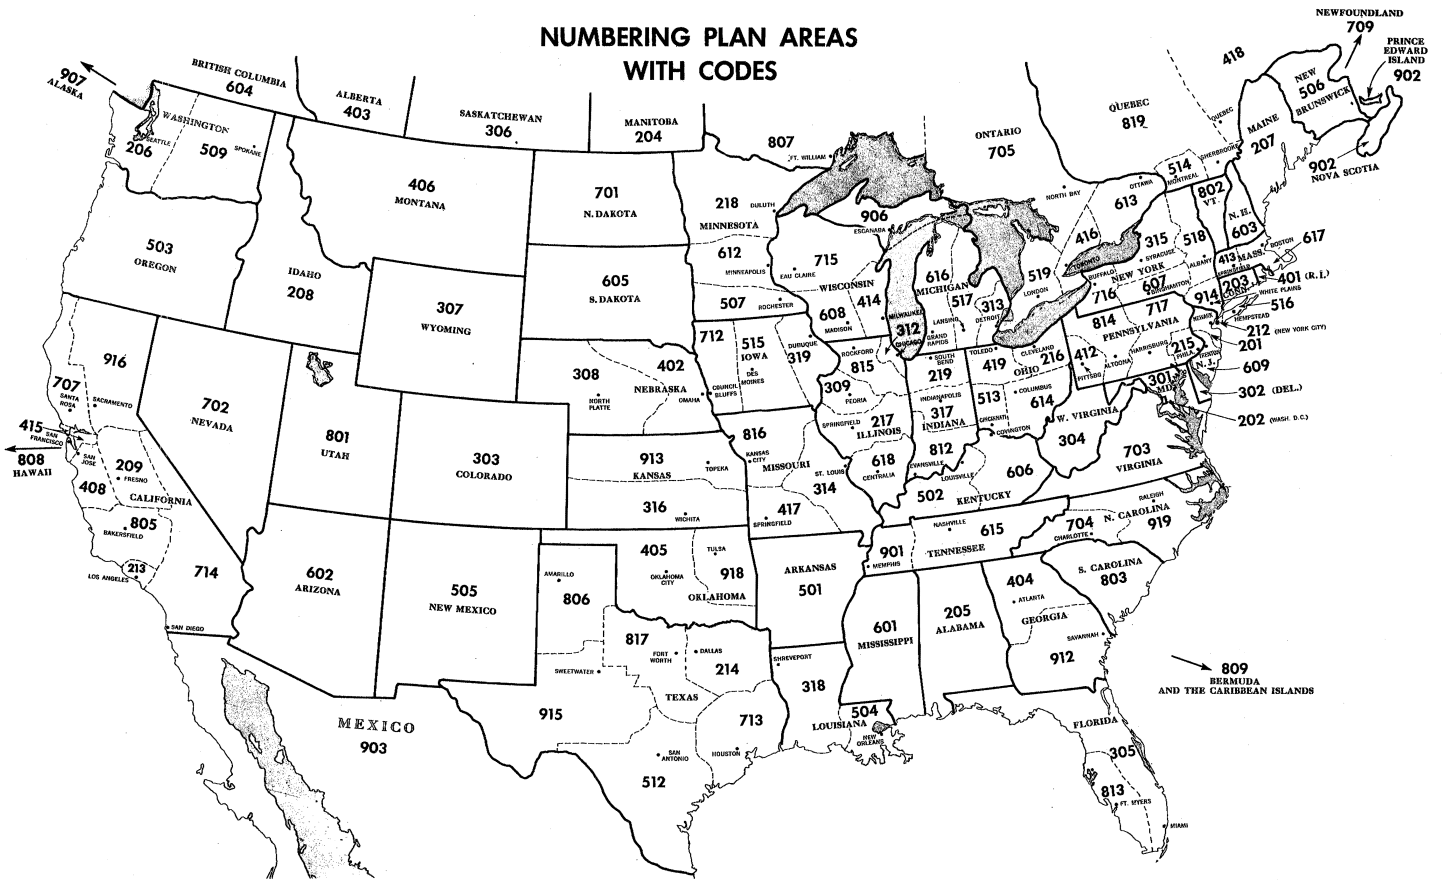 NUMBERING PLAN AREAS
WITH CODES
907
ALASKA
BRITISH COLUMBIA
604
ALBERTA
403
SASKATCHEWAN
306
MANITOBA
204
807
FT. WILLIAM
ONTARIO
705
NORTH BAY
QUEBEC
819
418
QUEBEC
SHERBROOKE
514
MONTREAL
OTTAWA
613
416
TORONTO
519
LONDON
NEWFOUNDLAND
709
PRINCE
EDWARD
ISLAND
902
NEW
506
BRUNSWICK
902
NOVA SCOTIA
MAINE
207
WASHINGTON
206
SEATTLE
509
SPOKANE
503
OREGON
IDAHO
208
406
MONTANA
307
WYOMING
701
N. DAKOTA
605
S. DAKOTA
218
DULUTH
MINNESOTA
612
MINNEAPOLIS
507
ROCHESTER
906
ESCANABA
715
EAU CLAIRE
WISCONSIN
414
608
MADISON
MILWAUKEE
616
MICHIGAN
517
LANSING
GRAND
RAPIDS
313
DETROIT
312
CHICAGO
802
VT.
N. H.
603
413
MASS.
SPRINGFIELD
BOSTON
617
401 (R. I.)
203
CONN.
315
SYRACUSE
518
ALBANY
NEW YORK
BUFFALO
716
607
BINGHAMTON
914
WHITE PLAINS
516
HEMPSTEAD
212 (NEW YORK CITY)
201
NEWARK
609
TRENTON
N. J.
302 (DEL.)
202 (WASH. D.C.)
814
717
PENNSYLVANIA
412
PITTSBG
ALTOONA
HARRISBURG
215
PHILA.
301
MD.
916
707
SANTA
ROSA
SACRAMENTO
415
SAN
FRANCISCO
808
HAWAII
SAN
JOSE
209
FRESNO
408
CALIFORNIA
805
BAKERSFIELD
213
LOS ANGELES
714
SAN DIEGO
702
NEVADA
801
UTAH
303
COLORADO
602
ARIZONA
505
NEW MEXICO
308
NORTH
PLATTE
402
NEBRASKA
OMAHA
913
KANSAS
TOPEKA
316
WICHITA
712
515
IOWA
DES
MOINES
COUNCIL
BLUFFS
DUBUQUE
319
816
KANSAS
CITY
MISSOURI
ST. LOUIS
314
417
SPRINGFIELD
ROCKFORD
815
309
PEORIA
217
SPRINGFIELD
ILLINOIS
618
CENTRALIA
SOUTH
BEND
219
INDIANAPOLIS
317
INDIANA
812
EVANSVILLE
TOLEDO
419
CLEVELAND
216
OHIO
513
COLUMBUS
614
CINCINNATI
COVINGTON
LOUISVILLE
502
606
KENTUCKY
W. VIRGINIA
304
703
VIRGINIA
405
OKLAHOMA
CITY
TULSA
918
OKLAHOMA
ARKANSAS
501
901
MEMPHIS
NASHVILLE
615
TENNESSEE
704
CHARLOTTE
RALEIGH
N. CAROLINA
919
S. CAROLINA
803
404
ATLANTA
GEORGIA
SAVANNAH
912
601
MISSISSIPPI
205
ALABAMA
AMARILLO
806
817
FORT
WORTH
DALLAS
214
SWEETWATER
TEXAS
915
713
HOUSTON
SAN
ANTONIO
512
SHREVEPORT
318
LOUISIANA
504
NEW
ORLEANS
FLORIDA
305
813
FT. MYERS
MIAMI
809
BERMUDA
AND THE CARIBBEAN ISLANDS
MEXICO
903